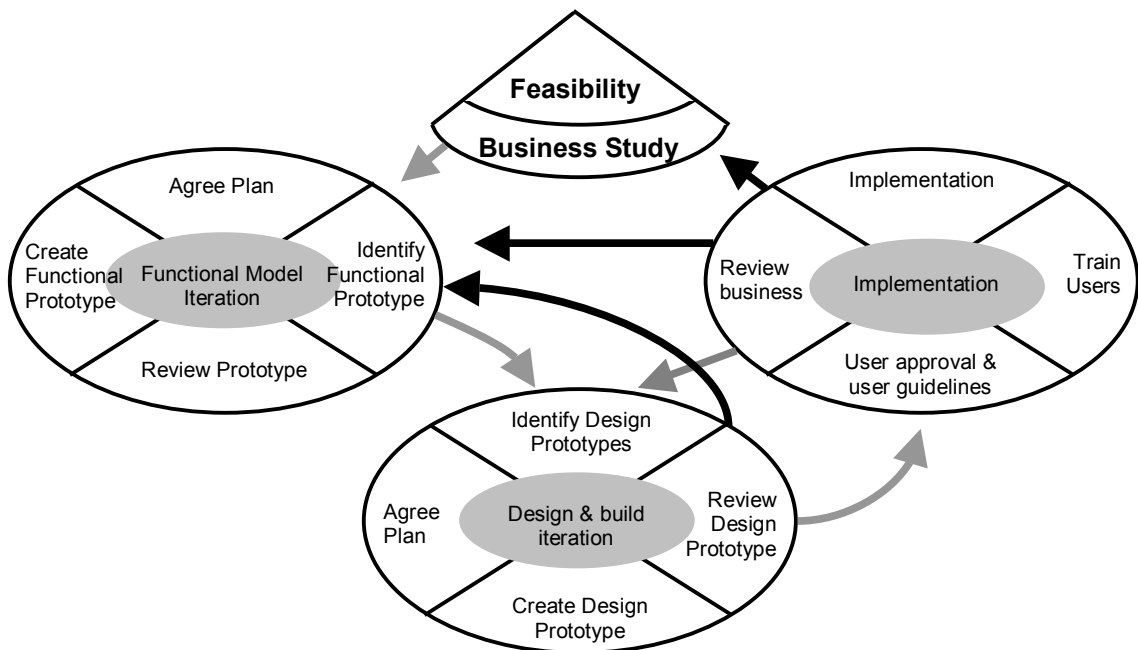 Feasibility
Business Study
Agree Plan
Create
Functional
Prototype
Functional Model
Iteration
Identify
Functional
Prototype
Review Prototype
Implementation
Review
business
Implementation
Train
Users
User approval &
user guidelines
Identify Design
Prototypes
Agree
Plan
Design & build
iteration
Review
Design
Prototype
Create Design
Prototype